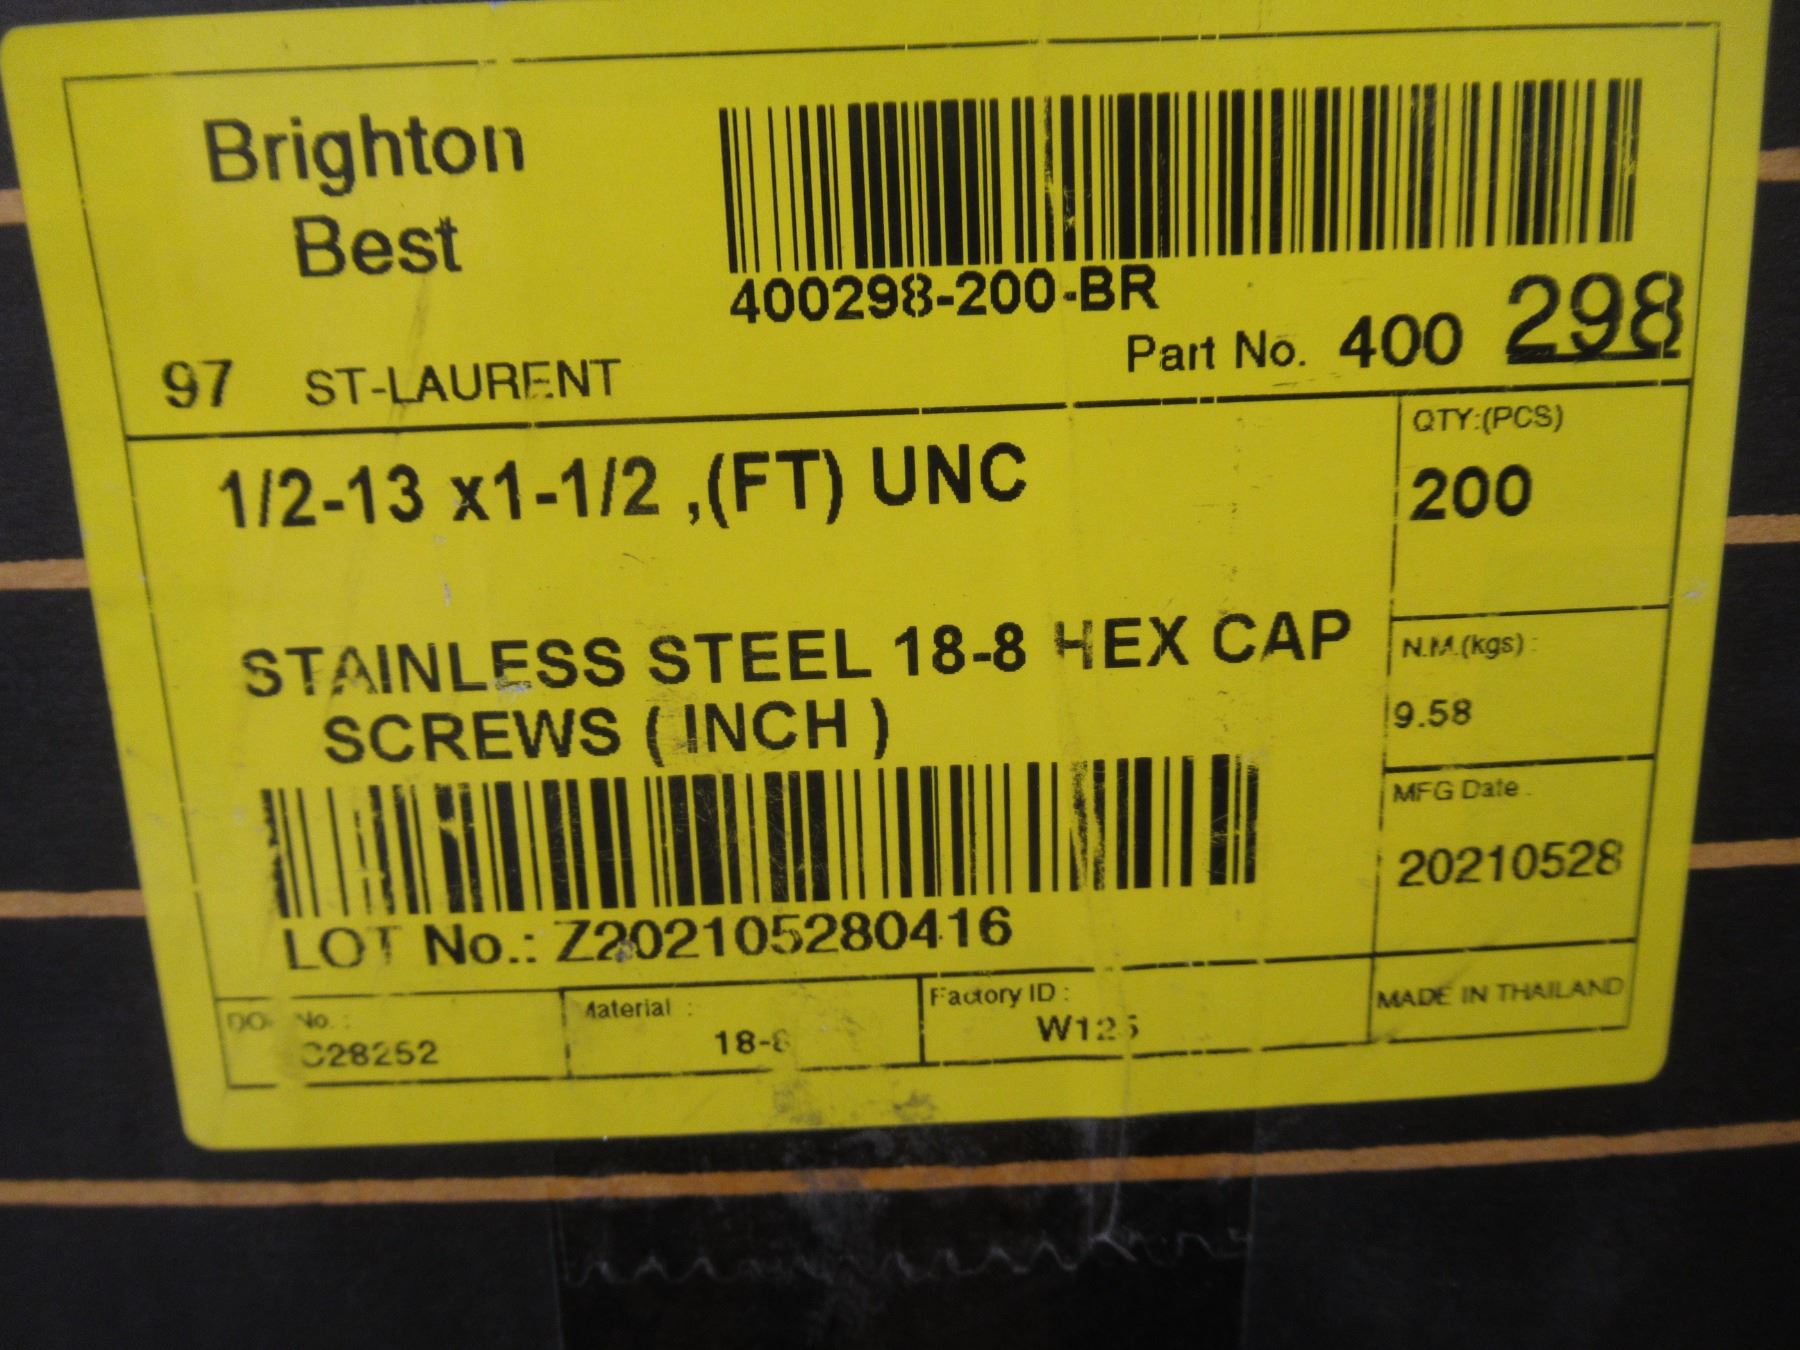 Brighton
Best
400298-200-BR
Part No. 400 298
97 ST-LAURENT
1/2-13 x1-1/2 ,(FT) UNC
QTY:(PCS)
200
STAINLESS STEEL 18-8 HEX CAP
SCREWS ( INCH )
N.M.(kgs) :
9.58
MFG Date :
20210528
LOT No.: Z202105280416
No. :
C28252
Material :
18-8
Factory ID :
W125
MADE IN THAILAND